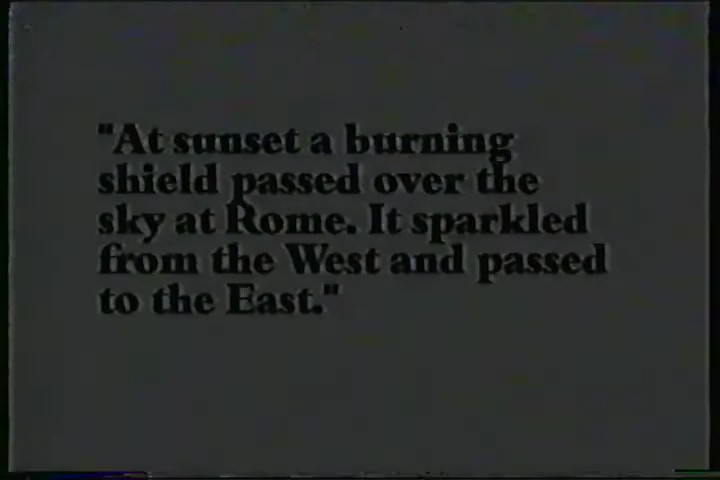 "At sunset a burning
shield passed over the
sky at Rome. It sparkled
from the West and passed
to the East."